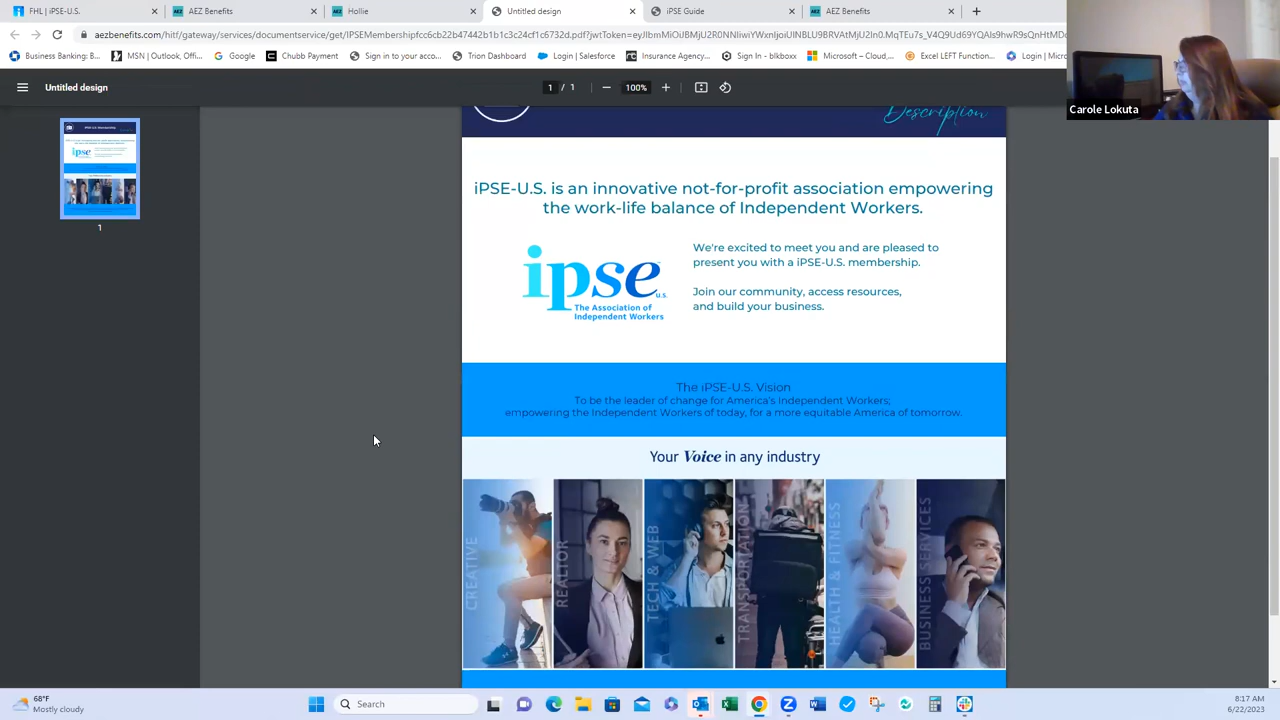 FHL | iPSE-U.S.
AEZ Benefits
Hollie
Untitled design
iPSE Guide
AEZ Benefits
Business Banking: B...
MSN | Outlook, Offi...
Google
Chubb Payment
Sign in to your acco...
Trion Dashboard
Login | Salesforce
Insurance Agency...
Sign In - blkboxx
Microsoft – Cloud,...
Excel LEFT Function...
Login | Micro
Carole Lokuta
Untitled design
1 / 1
100%
Description
1
iPSE-U.S. is an innovative not-for-profit association empowering
the work-life balance of Independent Workers.
ipse U.S.
The Association of
Independent Workers
We're excited to meet you and are pleased to
present you with a iPSE-U.S. membership.
Join our community, access resources,
and build your business.
The iPSE-U.S. Vision
To be the leader of change for America's Independent Workers;
empowering the Independent Workers of today, for a more equitable America of tomorrow.
Your Voice in any industry
CREATIVE
REALTOR
TECH & WEB
TRANSPORTATION
HEALTH & FITNESS
BUSINESS SERVICES
68°F
Mostly cloudy
Search
8:17 AM
6/22/2023